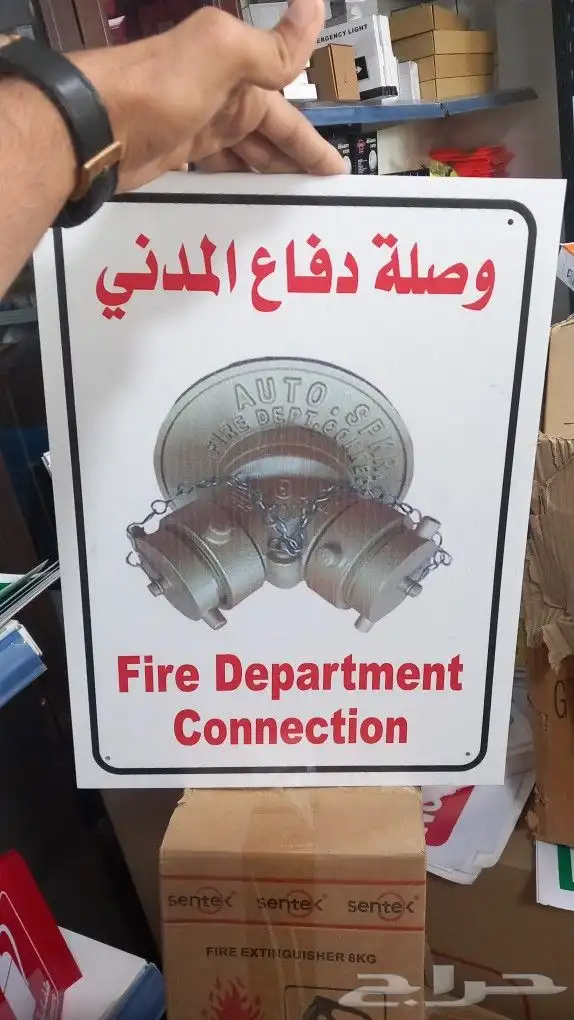 EMERGENCY LIGHT
وصلة دفاع المدني
AUTO. SPKR
FIRE DEPT. CONNEC
Fire Department
Connection
sentek sentek sentek
FIRE EXTINGUISHER 6KG
G
حراج